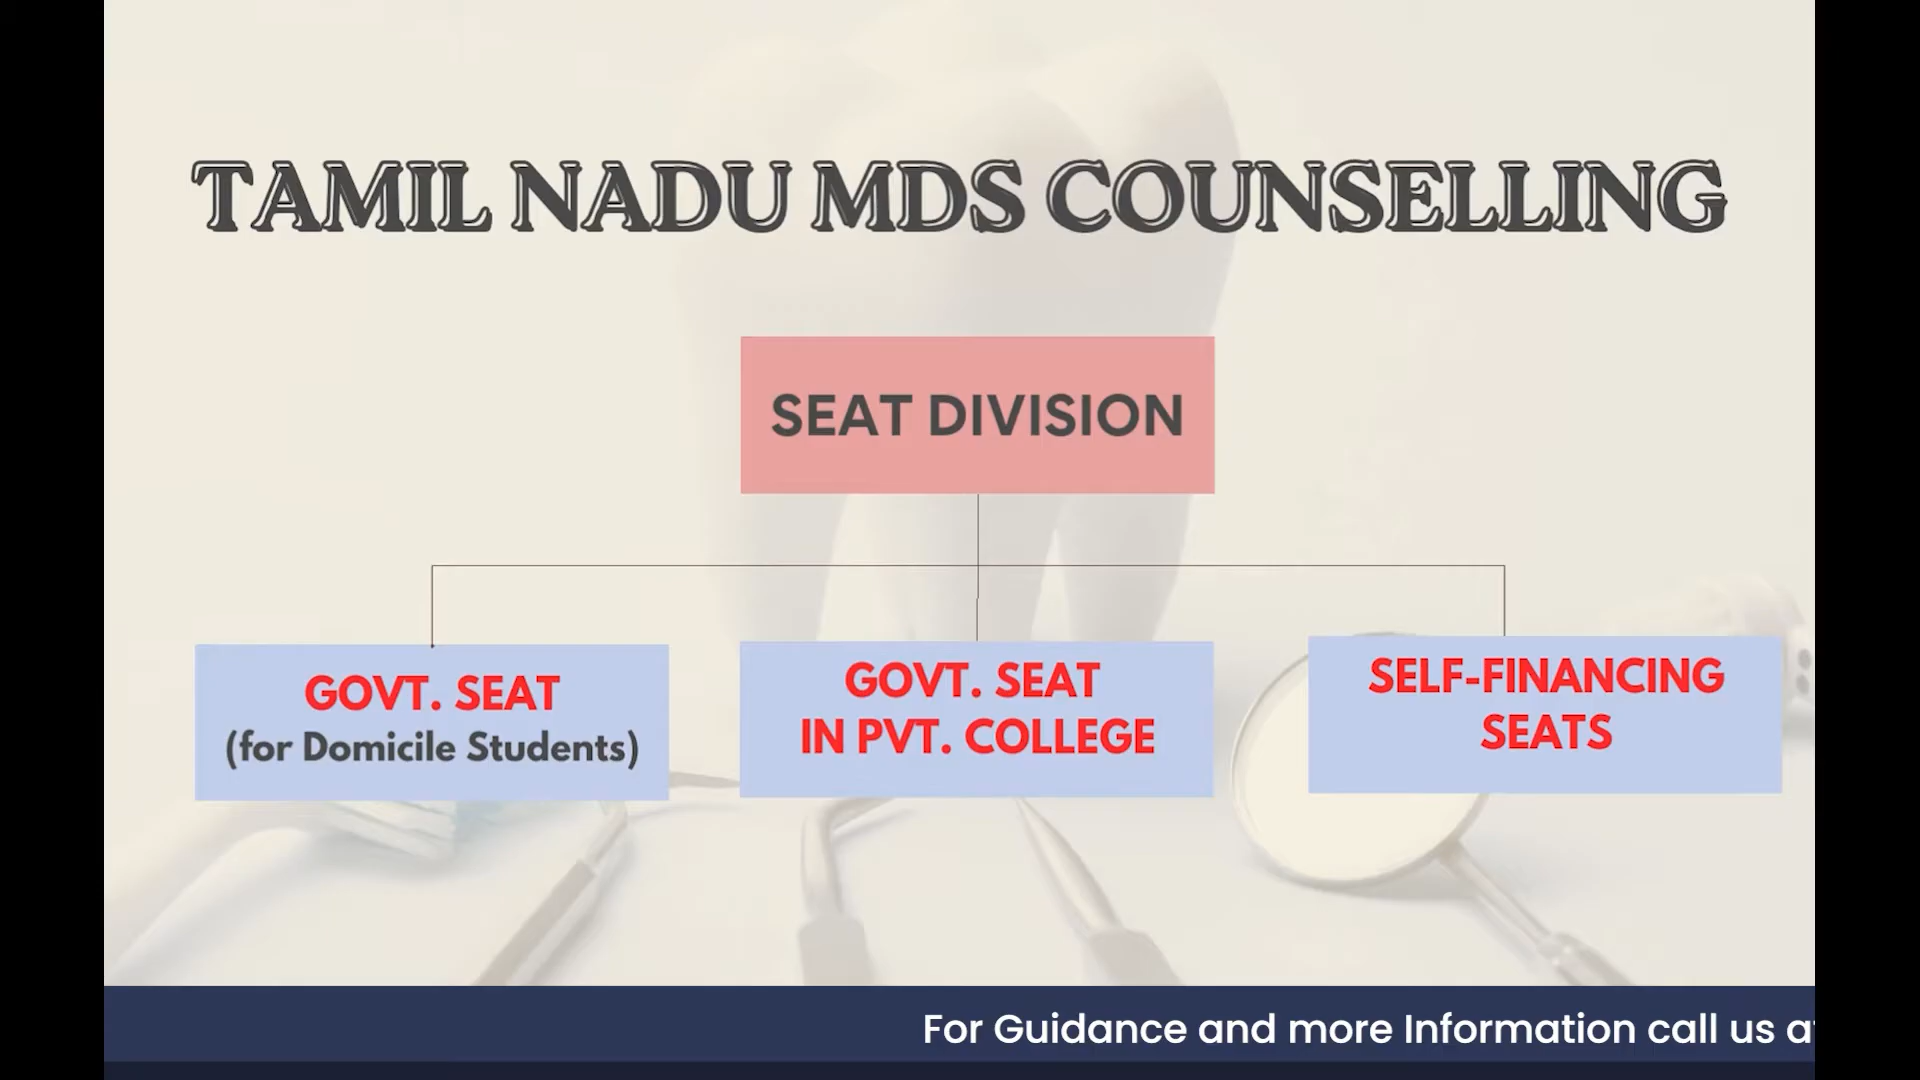 TAMIL NADU MDS COUNSELLING
SEAT DIVISION
GOVT. SEAT
(for Domicile Students)
GOVT. SEAT
IN PVT. COLLEGE
SELF-FINANCING
SEATS
For Guidance and more Information call us at